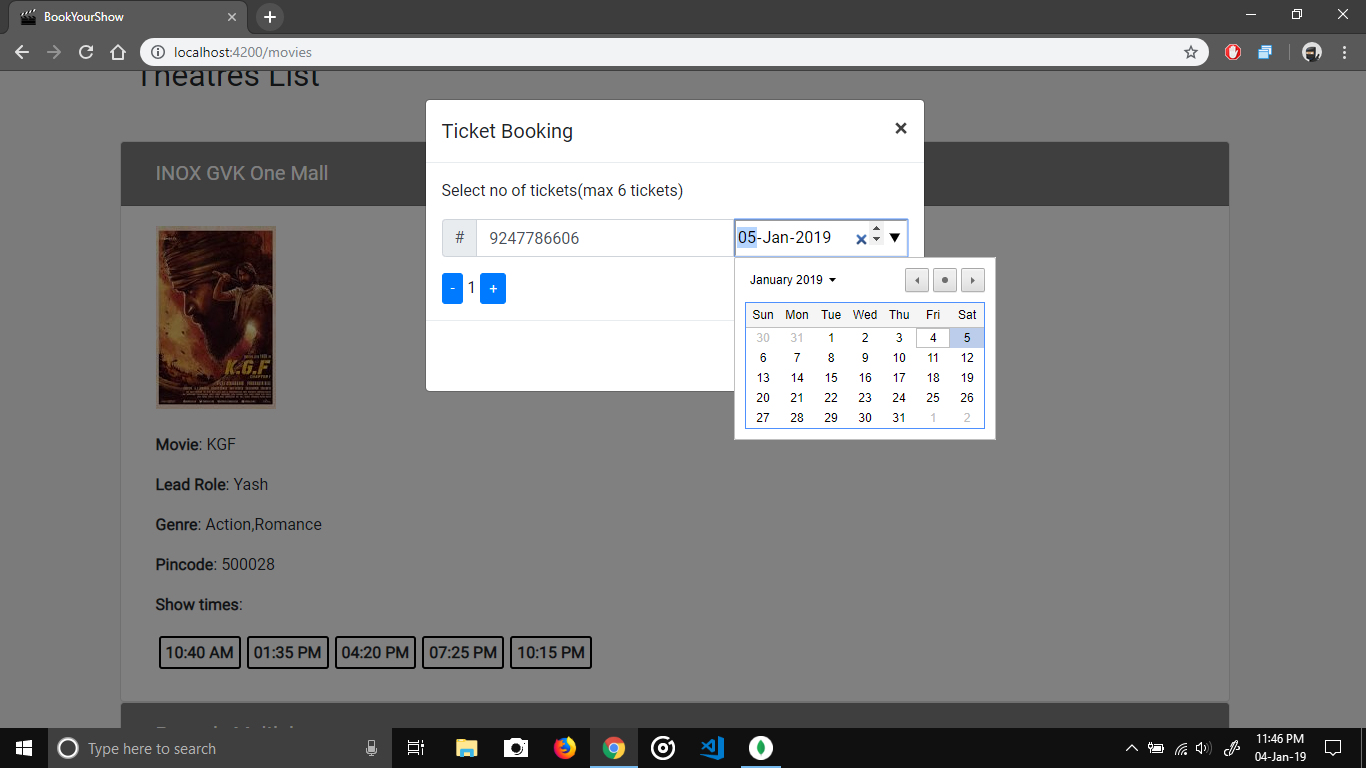 BookYourShow
localhost:4200/movies
Theatres List
Ticket Booking
×
INOX GVK One Mall
Select no of tickets(max 6 tickets)
# 9247786606 05-Jan-2019
- 1 +
January 2019
Sun Mon Tue Wed Thu Fri Sat
30 31 1 2 3 4 5
6 7 8 9 10 11 12
13 14 15 16 17 18 19
20 21 22 23 24 25 26
27 28 29 30 31 1 2
K.G.F
Movie: KGF
Lead Role: Yash
Genre: Action,Romance
Pincode: 500028
Show times:
10:40 AM 01:35 PM 04:20 PM 07:25 PM 10:15 PM
Type here to search
11:46 PM
04-Jan-19